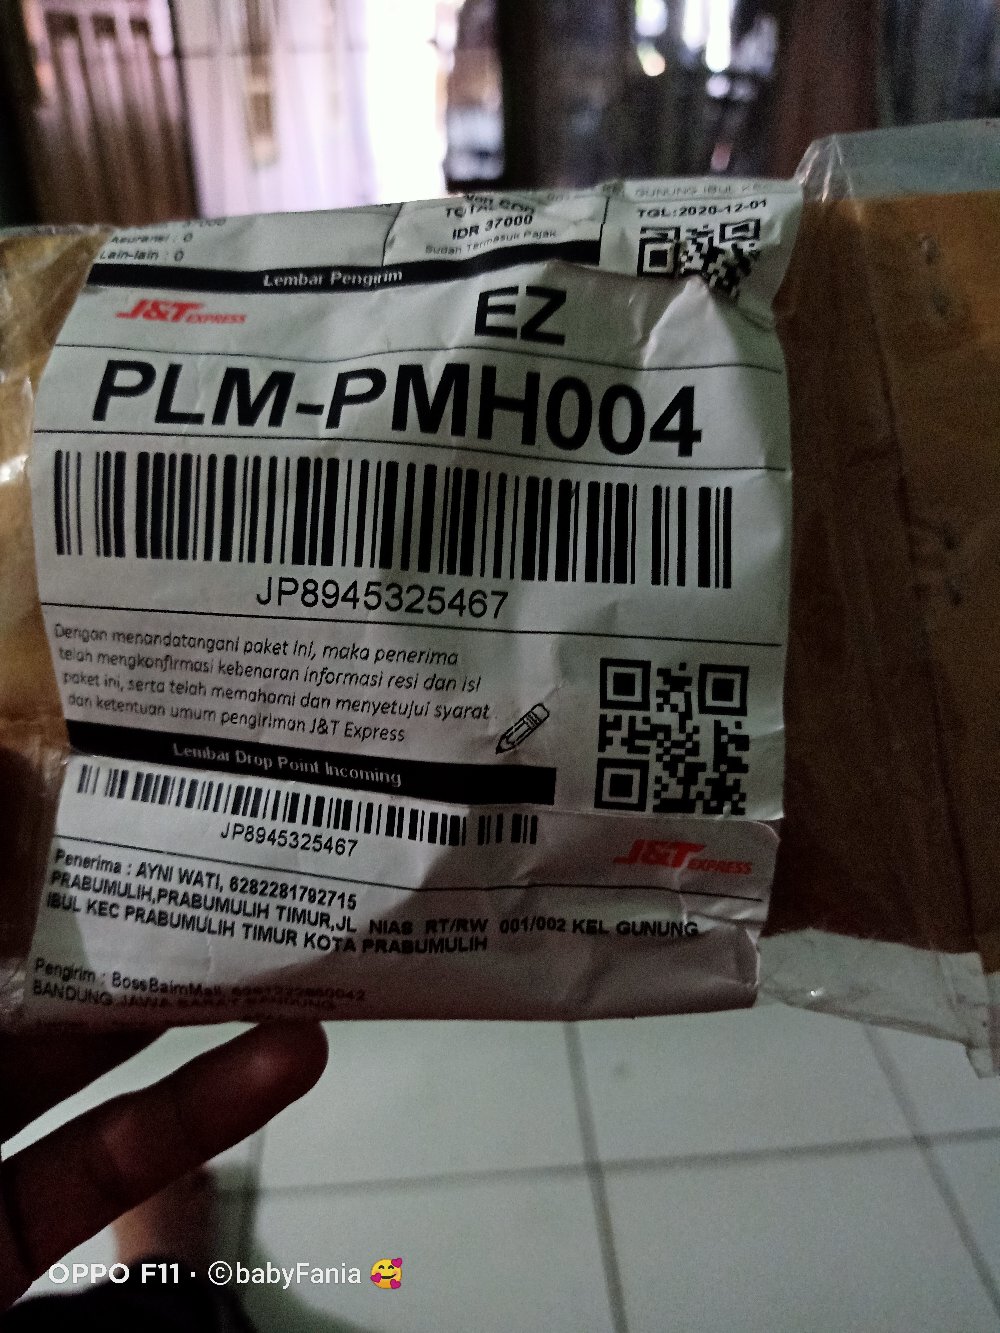 Asuransi : 0
Lain-lain : 0
IDR 37000
Sudah Termasuk Pajak
TGL:2020-12-01
Lembar Pengirim
J&T EXPRESS
EZ
PLM-PMH004
JP8945325467
Dengan menandatangani paket ini, maka penerima
telah mengkonfirmasi kebenaran informasi resi dan isi
paket ini, serta telah memahami dan menyetujui syarat
dan ketentuan umum pengiriman J&T Express
Lembar Drop Point Incoming
JP8945325467
J&T EXPRESS
Penerima : AYNI WATI, 6282281792715
PRABUMULIH,PRABUMULIH TIMUR,JL NIAS RT/RW 001/002 KEL GUNUNG
IBUL KEC PRABUMULIH TIMUR KOTA PRABUMULIH
Pengirim : BossBaimMall,
BANDUNG,JAWA BARAT
OPPO F11 · ©babyFania 🥰